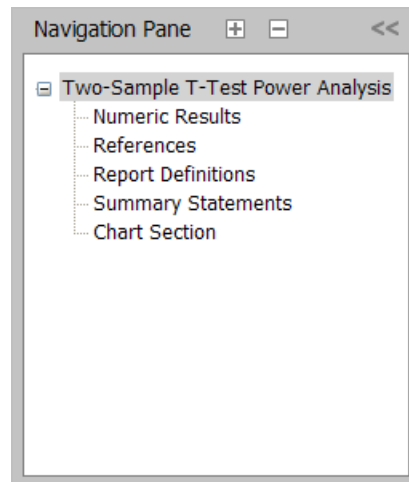 Navigation Pane + - <<
Two-Sample T-Test Power Analysis
Numeric Results
References
Report Definitions
Summary Statements
Chart Section